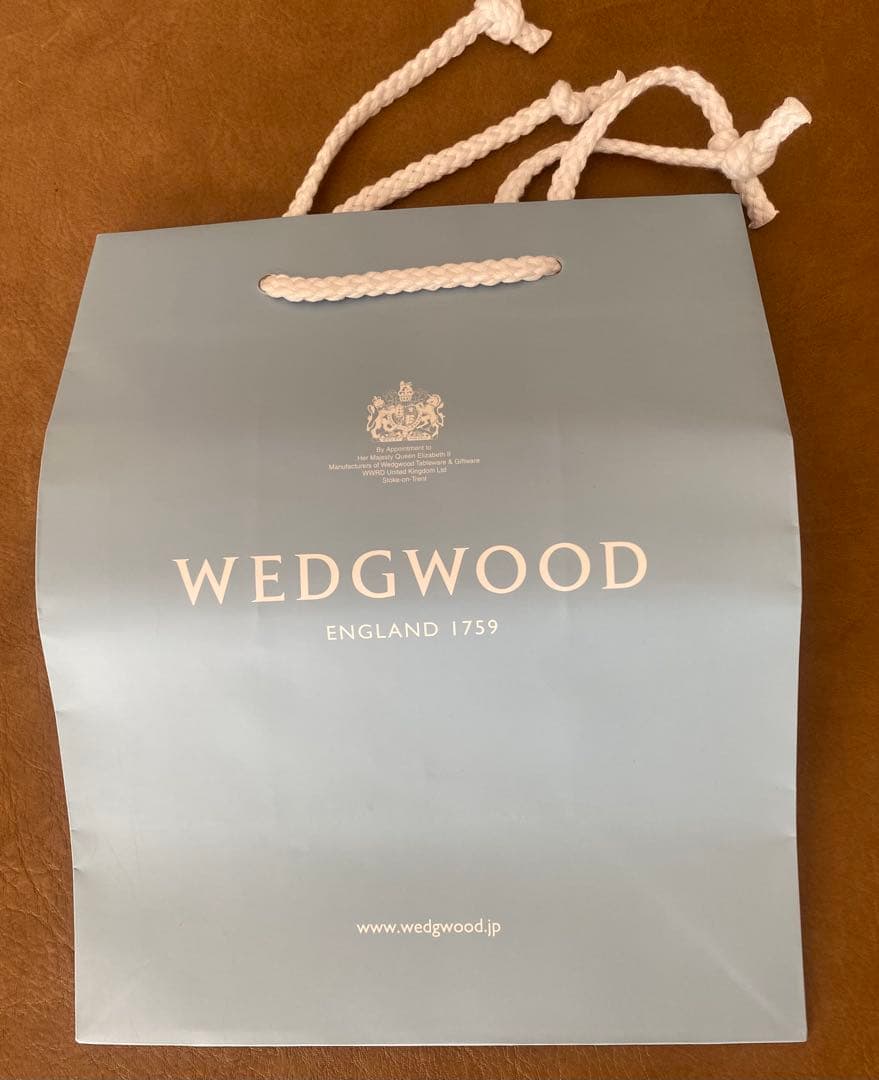 By Appointment to
Her Majesty Queen Elizabeth II
Manufacturers of Wedgwood Tableware & Giftware
WWRD United Kingdom Ltd
Stoke-on-Trent
WEDGWOOD
ENGLAND 1759
www.wedgwood.jp